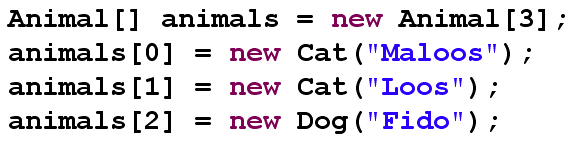 Animal[] animals = new Animal[3];
animals[0] = new Cat("Maloos");
animals[1] = new Cat("Loos");
animals[2] = new Dog("Fido");